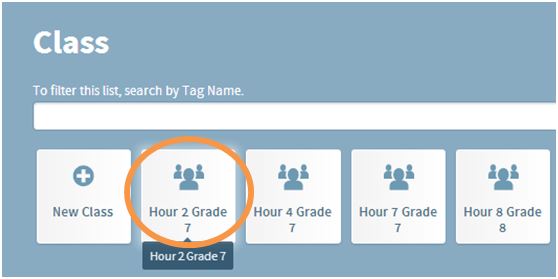 Class
To filter this list, search by Tag Name.
New Class
Hour 2 Grade
7
Hour 4 Grade
7
Hour 7 Grade
7
Hour 8 Grade
8
Hour 2 Grade 7